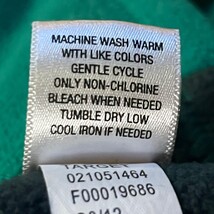 MACHINE WASH WARM
WITH LIKE COLORS
GENTLE CYCLE
ONLY NON-CHLORINE
BLEACH WHEN NEEDED
TUMBLE DRY LOW
COOL IRON IF NEEDED
TARGET
021051464
F00019686